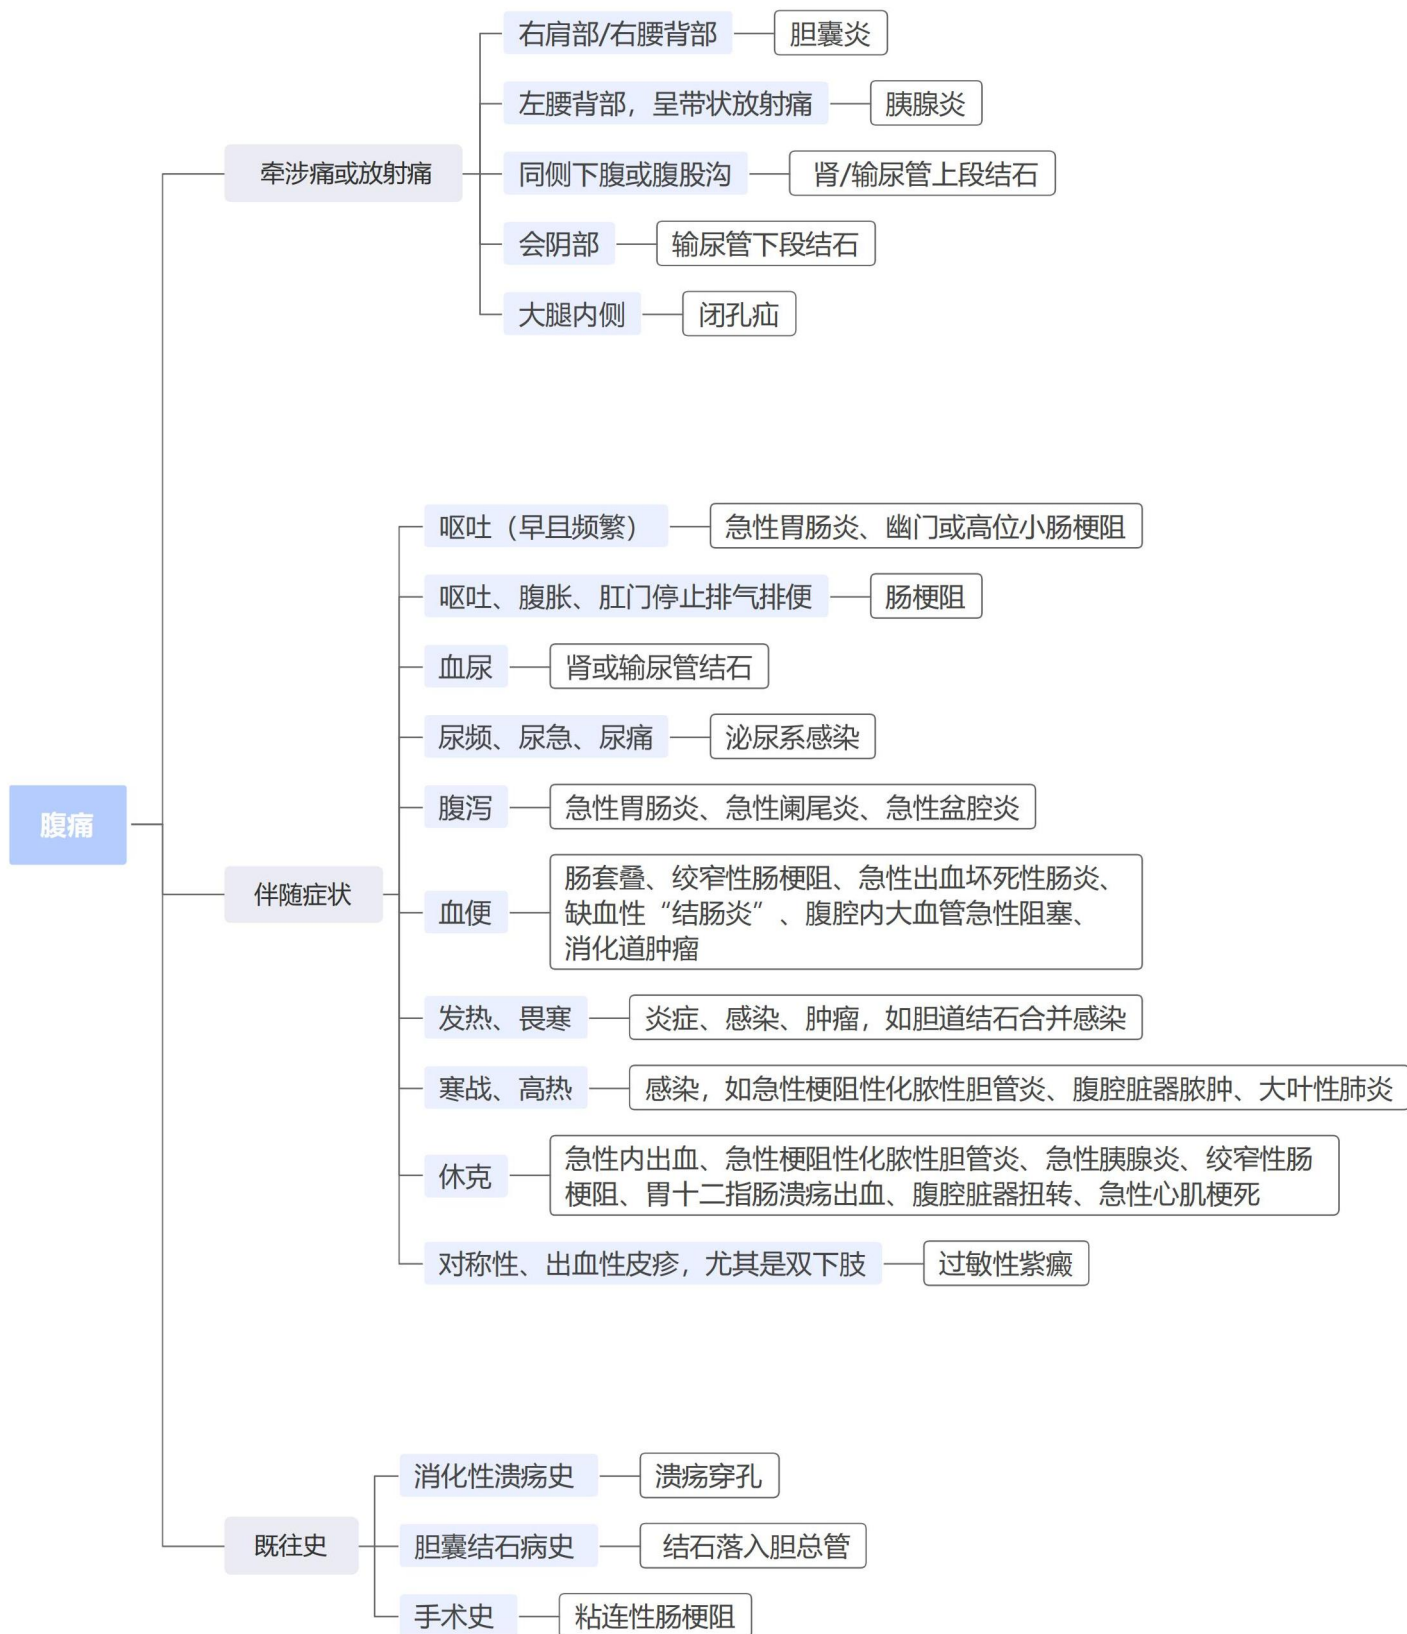 腹痛
牵涉痛或放射痛
右肩部/右腰背部
胆囊炎
左腰背部，呈带状放射痛
胰腺炎
同侧下腹或腹股沟
肾/输尿管上段结石
会阴部
输尿管下段结石
大腿内侧
闭孔疝
伴随症状
呕吐（早且频繁）
急性胃肠炎、幽门或高位小肠梗阻
呕吐、腹胀、肛门停止排气排便
肠梗阻
血尿
肾或输尿管结石
尿频、尿急、尿痛
泌尿系感染
腹泻
急性胃肠炎、急性阑尾炎、急性盆腔炎
血便
肠套叠、绞窄性肠梗阻、急性出血坏死性肠炎、
缺血性“结肠炎”、腹腔内大血管急性阻塞、
消化道肿瘤
发热、畏寒
炎症、感染、肿瘤，如胆道结石合并感染
寒战、高热
感染，如急性梗阻性化脓性胆管炎、腹腔脏器脓肿、大叶性肺炎
休克
急性内出血、急性梗阻性化脓性胆管炎、急性胰腺炎、绞窄性肠
梗阻、胃十二指肠溃疡出血、腹腔脏器扭转、急性心肌梗死
对称性、出血性皮疹，尤其是双下肢
过敏性紫癜
既往史
消化性溃疡史
溃疡穿孔
胆囊结石病史
结石落入胆总管
手术史
粘连性肠梗阻